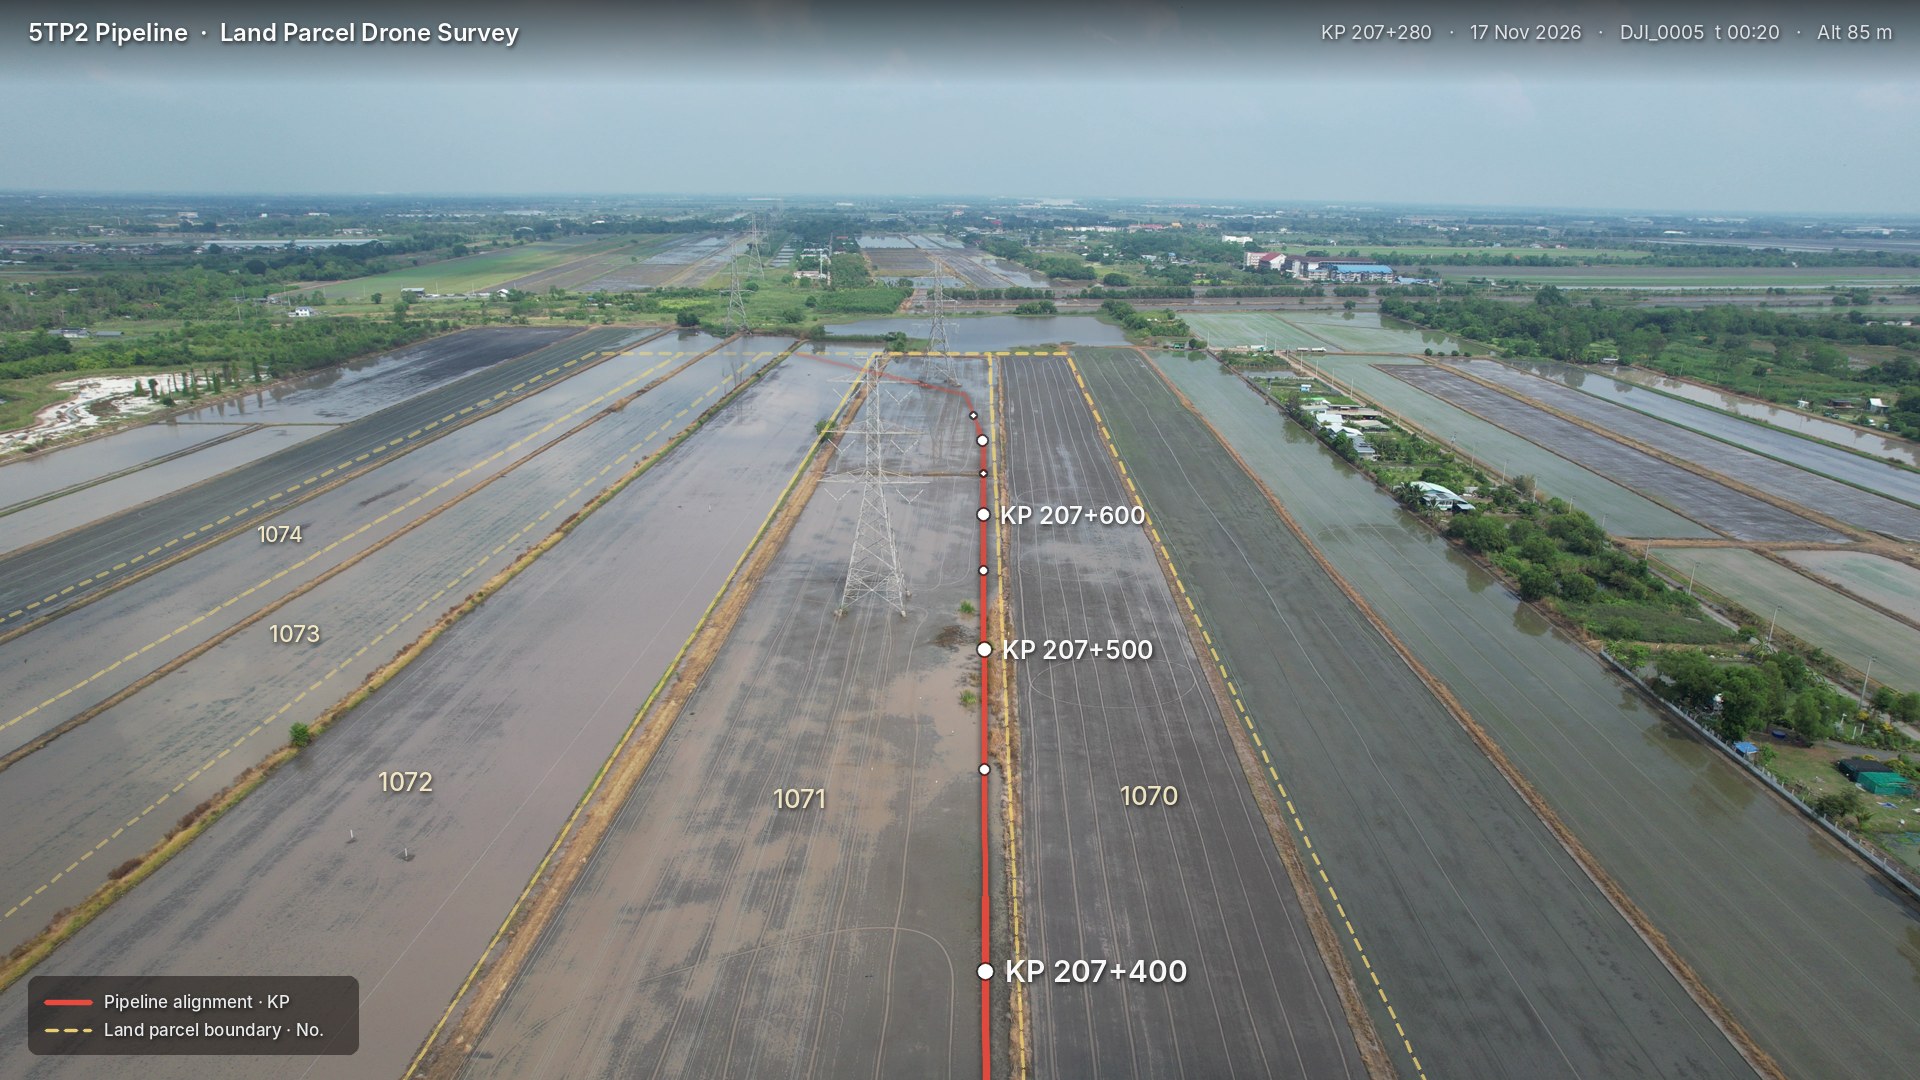 5TP2 Pipeline · Land Parcel Drone Survey
KP 207+280 · 17 Nov 2026 · DJI_0005 t 00:20 · Alt 85 m
KP 207+600
1074
1073
KP 207+500
1072
1071
1070
KP 207+400
Pipeline alignment · KP
Land parcel boundary · No.